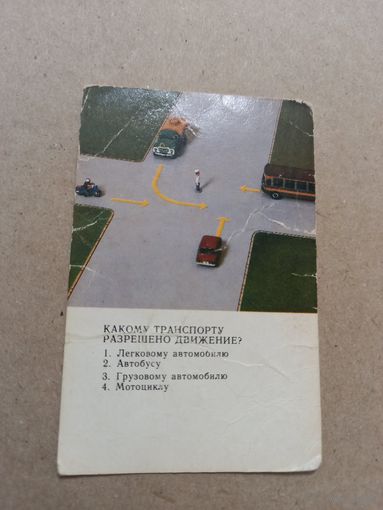 КАКОМУ ТРАНСПОРТУ
РАЗРЕШЕНО ДВИЖЕНИЕ?
1. Легковому автомобилю
2. Автобусу
3. Грузовому автомобилю
4. Мотоциклу